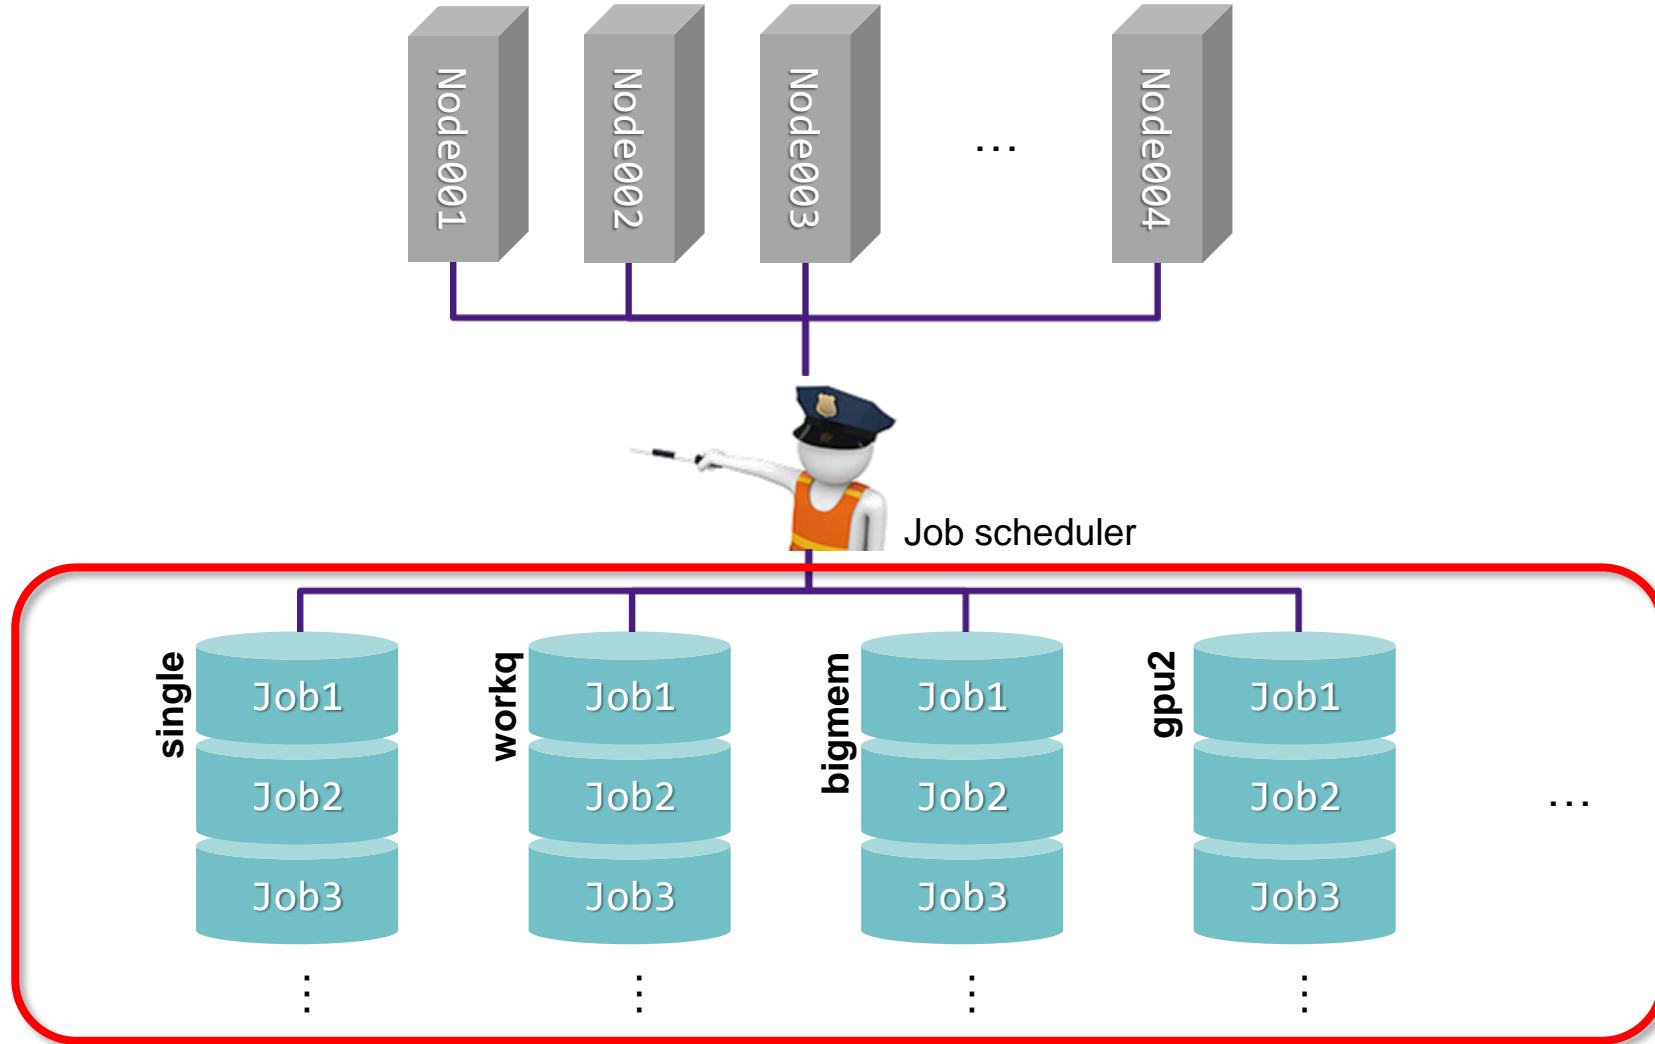 Node001
Node002
Node003
...
Node004
Job scheduler
single
Job1
Job2
Job3
...
workq
Job1
Job2
Job3
...
bigmem
Job1
Job2
Job3
...
gpu2
Job1
Job2
Job3
...
...